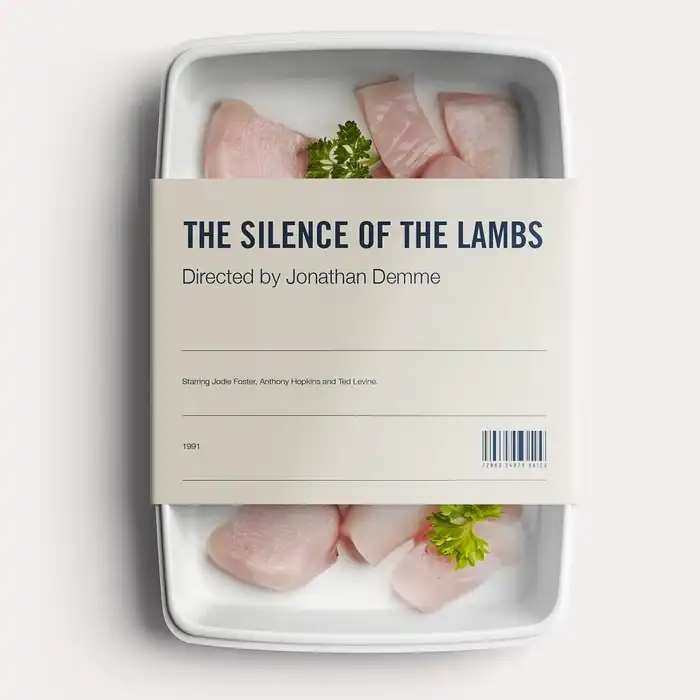 THE SILENCE OF THE LAMBS
Directed by Jonathan Demme
Starring Jodie Foster, Anthony Hopkins and Ted Levine.
1991